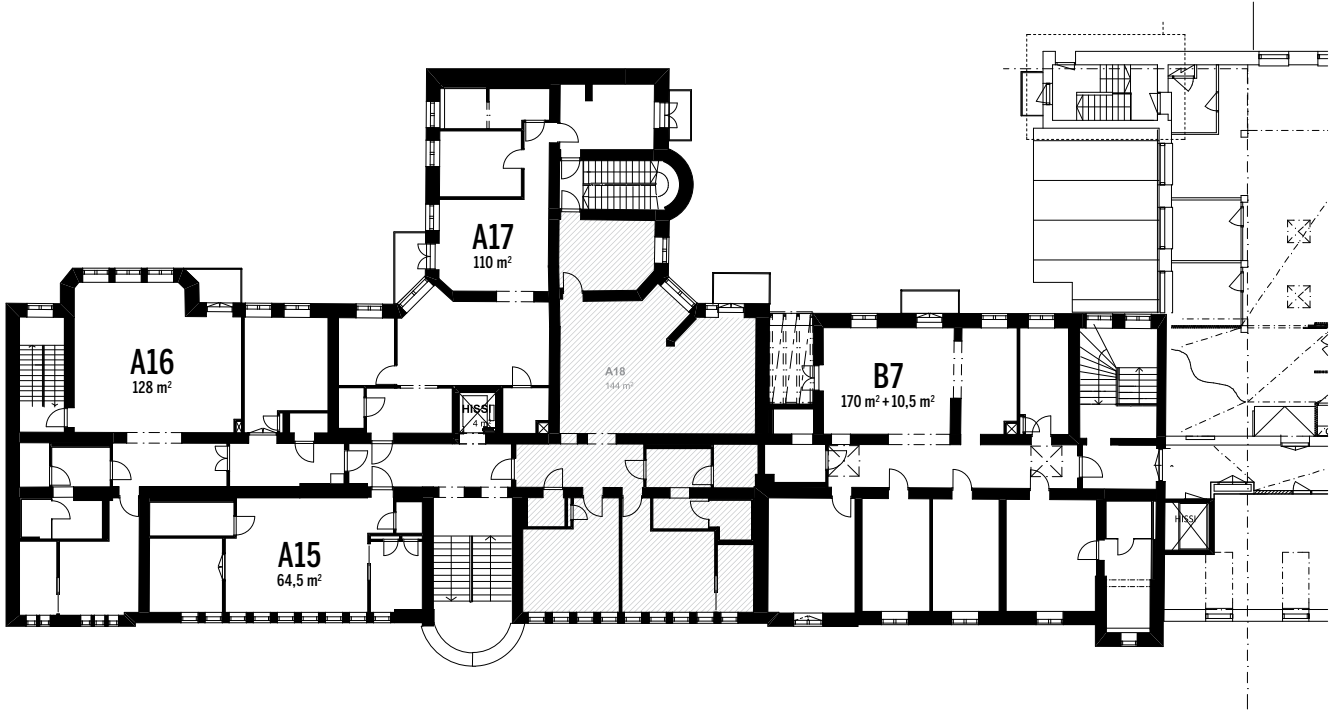 A17
110 m²
A16
128 m²
A18
144 m²
B7
170 m² + 10,5 m²
HISSI
4 m²
HISSI
A15
64,5 m²